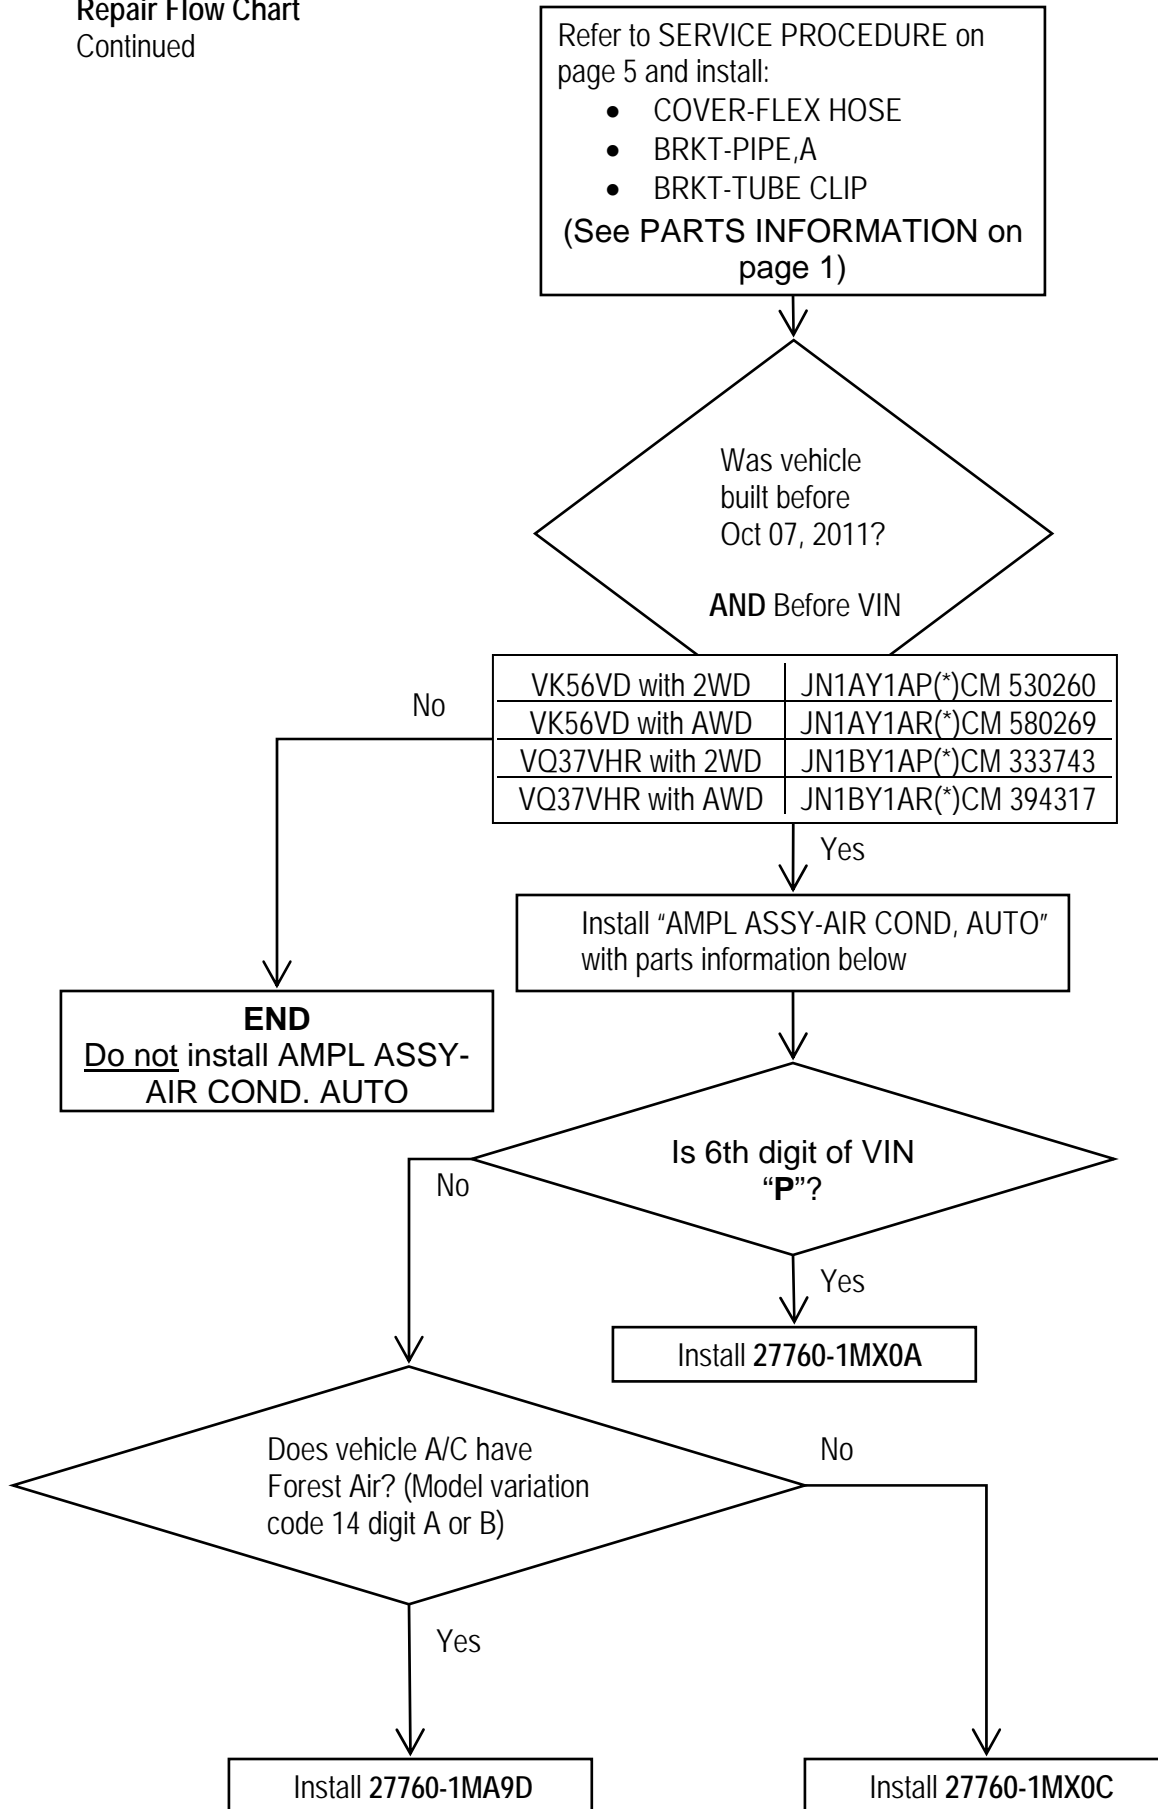 Repair Flow Chart
Continued
Refer to SERVICE PROCEDURE on
page 5 and install:
• COVER-FLEX HOSE
• BRKT-PIPE,A
• BRKT-TUBE CLIP
(See PARTS INFORMATION on
page 1)
Was vehicle
built before
Oct 07, 2011?
AND Before VIN
VK56VD with 2WD JN1AY1AP(*)CM 530260
VK56VD with AWD JN1AY1AR(*)CM 580269
VQ37VHR with 2WD JN1BY1AP(*)CM 333743
VQ37VHR with AWD JN1BY1AR(*)CM 394317
No
Yes
Install “AMPL ASSY-AIR COND, AUTO”
with parts information below
END
Do not install AMPL ASSY-
AIR COND. AUTO
Is 6th digit of VIN
“P”?
No
Yes
Install 27760-1MX0A
Does vehicle A/C have
Forest Air? (Model variation
code 14 digit A or B)
No
Yes
Install 27760-1MA9D
Install 27760-1MX0C